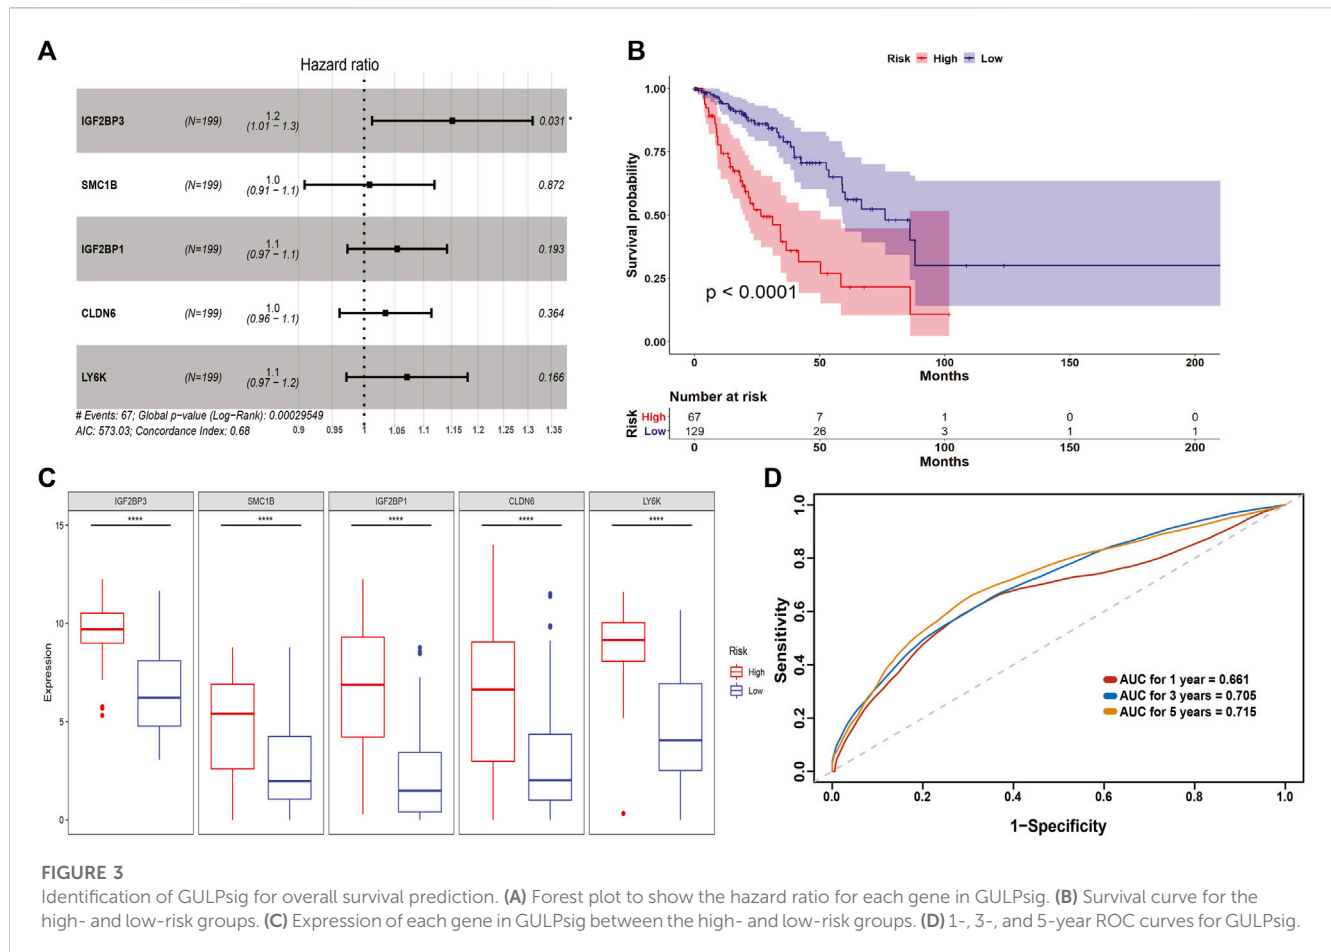 A
Hazard ratio
IGF2BP3 (N=199) 1.2 (1.01 − 1.3) 0.031 *
SMC1B (N=199) 1.0 (0.91 − 1.1) 0.872
IGF2BP1 (N=199) 1.1 (0.97 − 1.1) 0.193
CLDN6 (N=199) 1.0 (0.96 − 1.1) 0.364
LY6K (N=199) 1.1 (0.97 − 1.2) 0.166
# Events: 67; Global p−value (Log−Rank): 0.00029549
AIC: 573.03; Concordance Index: 0.68
0.9 0.95 1 1.05 1.1 1.15 1.2 1.25 1.3 1.35
B
Risk High Low
Survival probability
1.00
0.75
0.50
0.25
0.00
p < 0.0001
0 50 100 150 200
Months
Number at risk
Risk
High 67 7 1 0 0
Low 129 26 3 1 1
0 50 100 150 200
Months
C
IGF2BP3 SMC1B IGF2BP1 CLDN6 LY6K
**** **** **** **** ****
Expression
15
10
5
0
Risk
High
Low
D
Sensitivity
1.0
0.8
0.6
0.4
0.2
0.0
AUC for 1 year = 0.661
AUC for 3 years = 0.705
AUC for 5 years = 0.715
0.0 0.2 0.4 0.6 0.8 1.0
1−Specificity
FIGURE 3
Identification of GULPsig for overall survival prediction. (A) Forest plot to show the hazard ratio for each gene in GULPsig. (B) Survival curve for the
high- and low-risk groups. (C) Expression of each gene in GULPsig between the high- and low-risk groups. (D) 1-, 3-, and 5-year ROC curves for GULPsig.